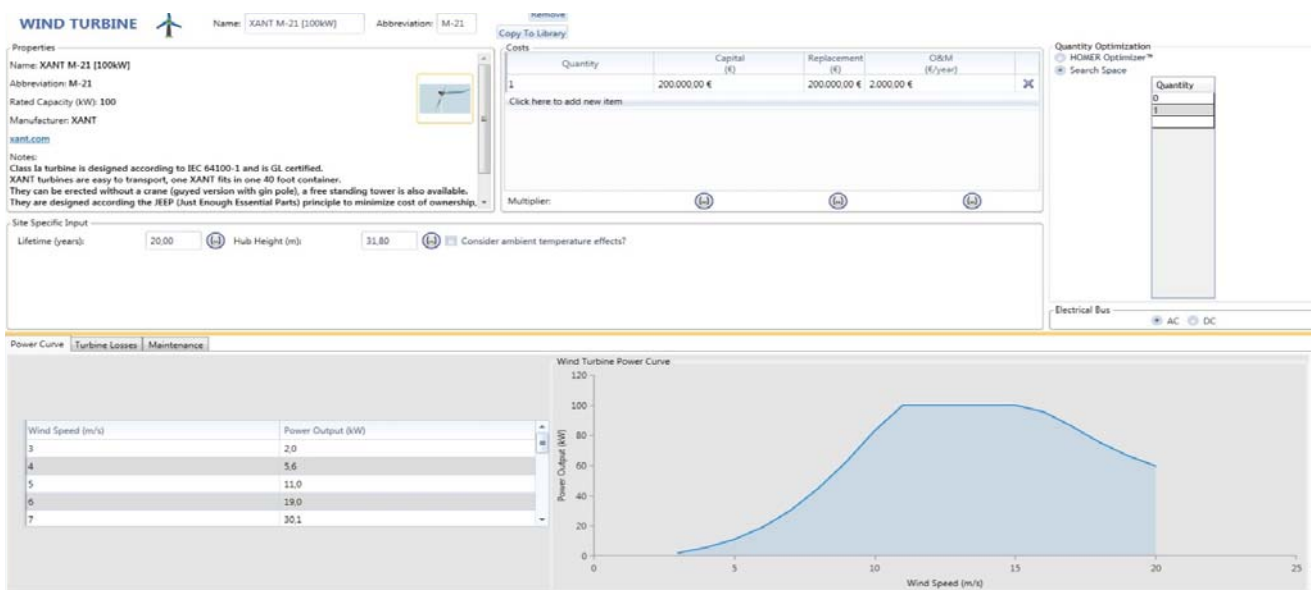 WIND TURBINE
Name: XANT M-21 [100kW]
Abbreviation: M-21
Remove
Copy To Library
Properties
Name: XANT M-21 [100kW]
Abbreviation: M-21
Rated Capacity (kW): 100
Manufacturer: XANT
xant.com
Notes:
Class Ia turbine is designed according to IEC 64100-1 and is GL certified.
XANT turbines are easy to transport, one XANT fits in one 40 foot container.
They can be erected without a crane (guyed version with gin pole), a free standing tower is also available.
They are designed according the JEEP (Just Enough Essential Parts) principle to minimize cost of ownership,
Costs
Quantity Capital (€) Replacement (€) O&M (€/year)
1 200.000,00 € 200.000,00 € 2.000,00 €
Click here to add new item
Multiplier: (..) (..) (..)
Quantity Optimization
HOMER Optimizer™
Search Space
Quantity
0
1
Site Specific Input
Lifetime (years): 20,00 (..) Hub Height (m): 31,80 (..) Consider ambient temperature effects?
Electrical Bus
AC DC
Power Curve Turbine Losses Maintenance
Wind Speed (m/s) Power Output (kW)
3 2,0
4 5,6
5 11,0
6 19,0
7 30,1
Wind Turbine Power Curve
Power Output (kW)
120
100
80
60
40
20
0
0 5 10 15 20 25
Wind Speed (m/s)